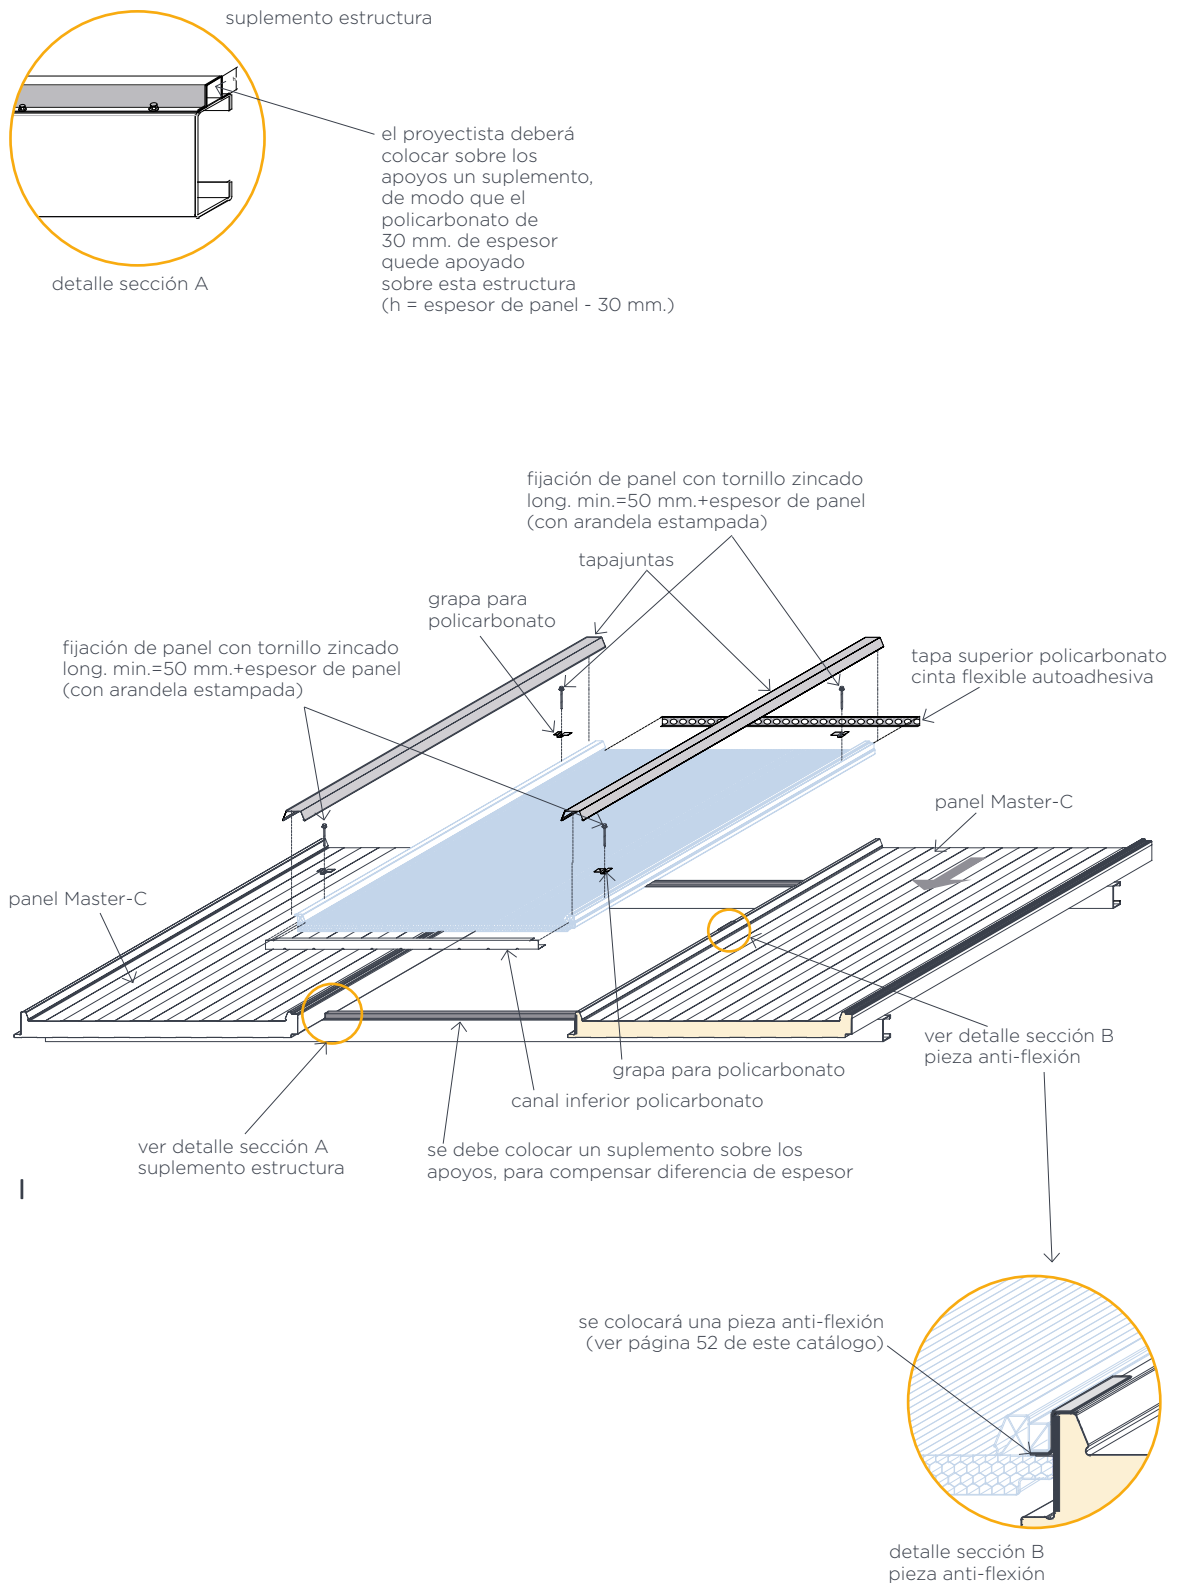 suplemento estructura
el proyectista deberá
colocar sobre los
apoyos un suplemento,
de modo que el
policarbonato de
30 mm. de espesor
quede apoyado
sobre esta estructura
(h = espesor de panel - 30 mm.)
detalle sección A
fijación de panel con tornillo zincado
long. min.=50 mm.+espesor de panel
(con arandela estampada)
tapajuntas
grapa para
policarbonato
fijación de panel con tornillo zincado
long. min.=50 mm.+espesor de panel
(con arandela estampada)
tapa superior policarbonato
cinta flexible autoadhesiva
panel Master-C
panel Master-C
ver detalle sección B
pieza anti-flexión
grapa para policarbonato
canal inferior policarbonato
ver detalle sección A
suplemento estructura
se debe colocar un suplemento sobre los
apoyos, para compensar diferencia de espesor
se colocará una pieza anti-flexión
(ver página 52 de este catálogo)
detalle sección B
pieza anti-flexión